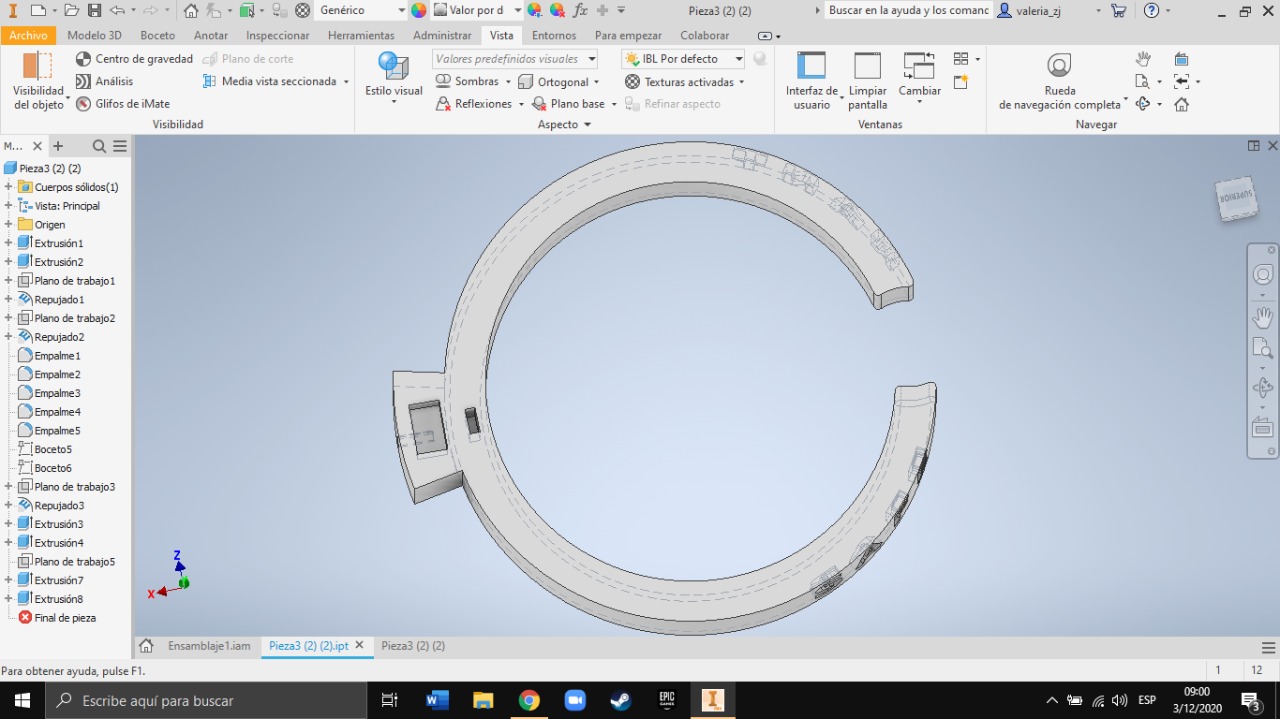 PRO
Genérico
Valor por d
fx
Pieza3 (2) (2)
Buscar en la ayuda y los comanc
valeria_zj
Archivo
Modelo 3D
Boceto
Anotar
Inspeccionar
Herramientas
Administrar
Vista
Entornos
Para empezar
Colaborar
Visibilidad
del objeto
Centro de gravedad
Plano de corte
Análisis
Media vista seccionada
Glifos de iMate
Visibilidad
Estilo visual
Valores predefinidos visuales
IBL Por defecto
Sombras
Ortogonal
Texturas activadas
Reflexiones
Plano base
Refinar aspecto
Aspecto
Interfaz de
usuario
Limpiar
pantalla
Cambiar
Ventanas
Rueda
de navegación completa
Navegar
M...
Pieza3 (2) (2)
Cuerpos sólidos(1)
Vista: Principal
Origen
Extrusión1
Extrusión2
Plano de trabajo1
Repujado1
Plano de trabajo2
Repujado2
Empalme1
Empalme2
Empalme3
Empalme4
Empalme5
Boceto5
Boceto6
Plano de trabajo3
Repujado3
Extrusión3
Extrusión4
Plano de trabajo5
Extrusión7
Extrusión8
Final de pieza
SUPERIOR
Z
X
Ensamblaje1.iam
Pieza3 (2) (2).ipt
Pieza3 (2) (2)
Para obtener ayuda, pulse F1.
1
12
Escribe aquí para buscar
EPIC
GAMES
ESP
09:00
3/12/2020
3